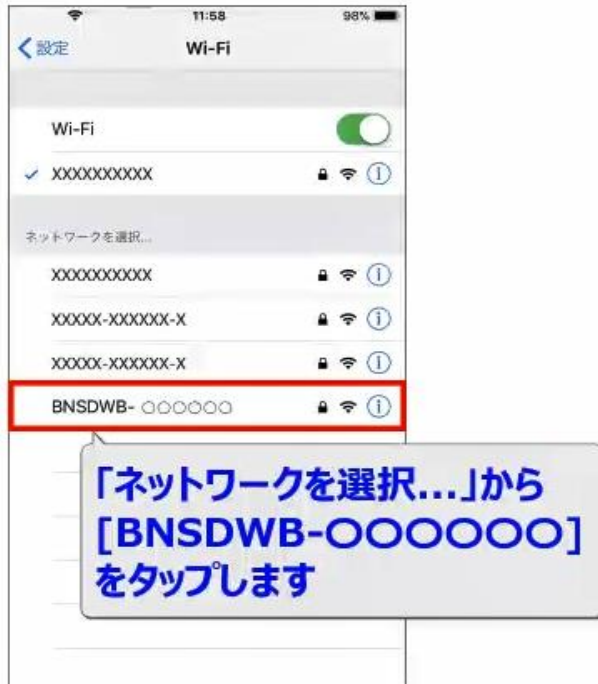 11:58
98%
設定
Wi-Fi
Wi-Fi
XXXXXXXXXX
ネットワークを選択...
XXXXXXXXXX
XXXXX-XXXXXX-X
XXXXX-XXXXXX-X
BNSDWB- ○○○○○○
「ネットワークを選択...」から
[BNSDWB-○○○○○○]
をタップします